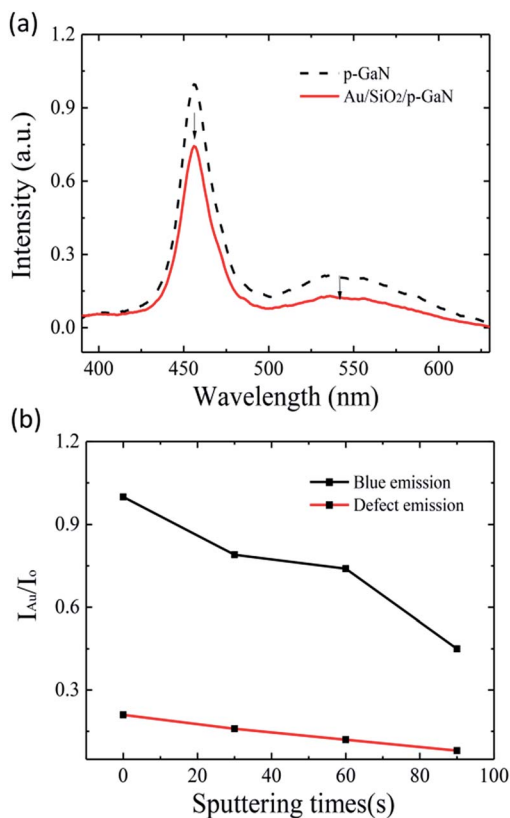 (a)
1.2
0.9
0.6
0.3
0.0
Intensity (a.u.)
p-GaN
Au/SiO₂/p-GaN
400 450 500 550 600
Wavelength (nm)
(b)
1.2
0.9
0.6
0.3
I_Au/I_o
Blue emission
Defect emission
0 20 40 60 80 100
Sputtering times(s)